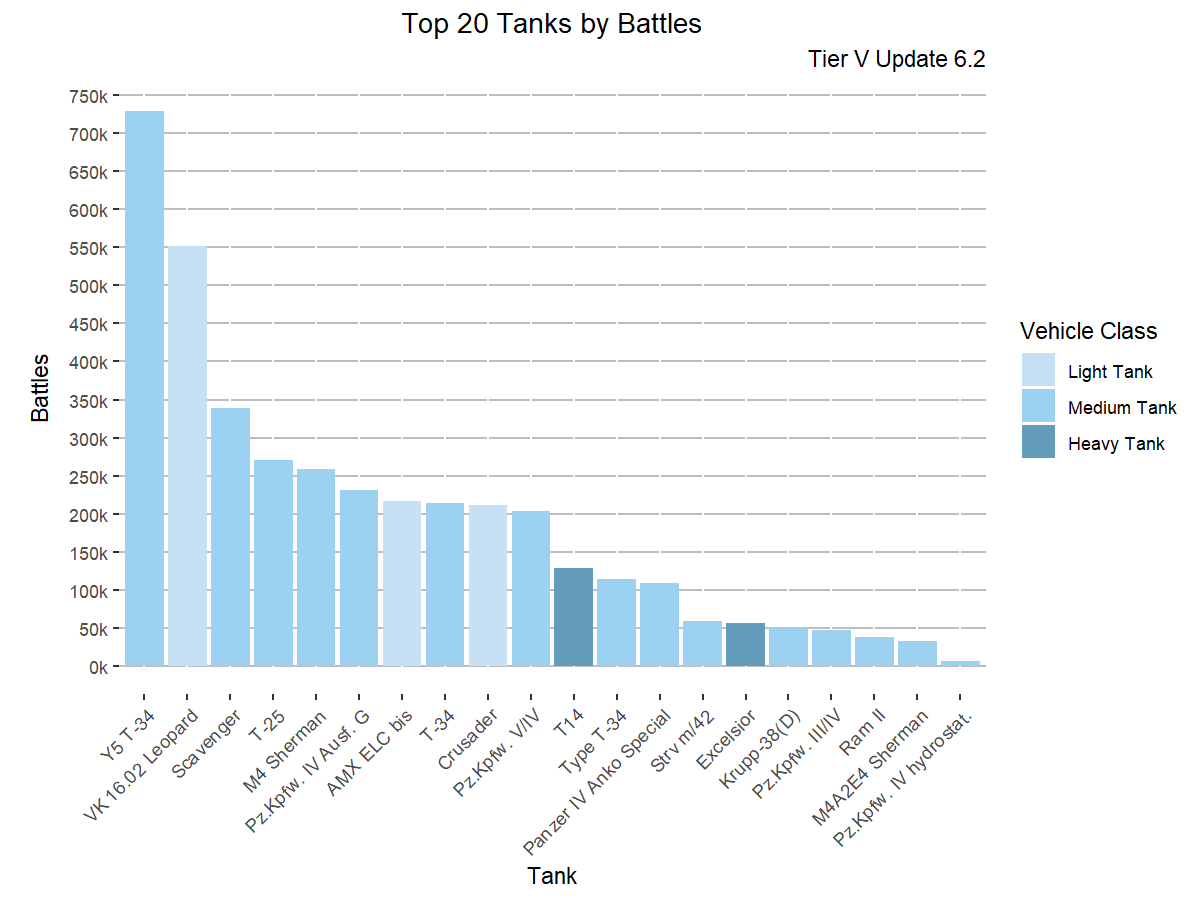 Top 20 Tanks by Battles
Tier V Update 6.2
750k
700k
650k
600k
550k
500k
450k
400k
350k
300k
250k
200k
150k
100k
50k
0k
Battles
Y5 T-34
VK 16.02 Leopard
Scavenger
T-25
M4 Sherman
Pz.Kpfw. IV Ausf. G
AMX ELC bis
T-34
Crusader
Pz.Kpfw. V/IV
T14
Type T-34
Panzer IV Anko Special
Strv m/42
Excelsior
Krupp-38(D)
Pz.Kpfw. III/IV
Ram II
M4A2E4 Sherman
Pz.Kpfw. IV hydrostat.
Tank
Vehicle Class
Light Tank
Medium Tank
Heavy Tank